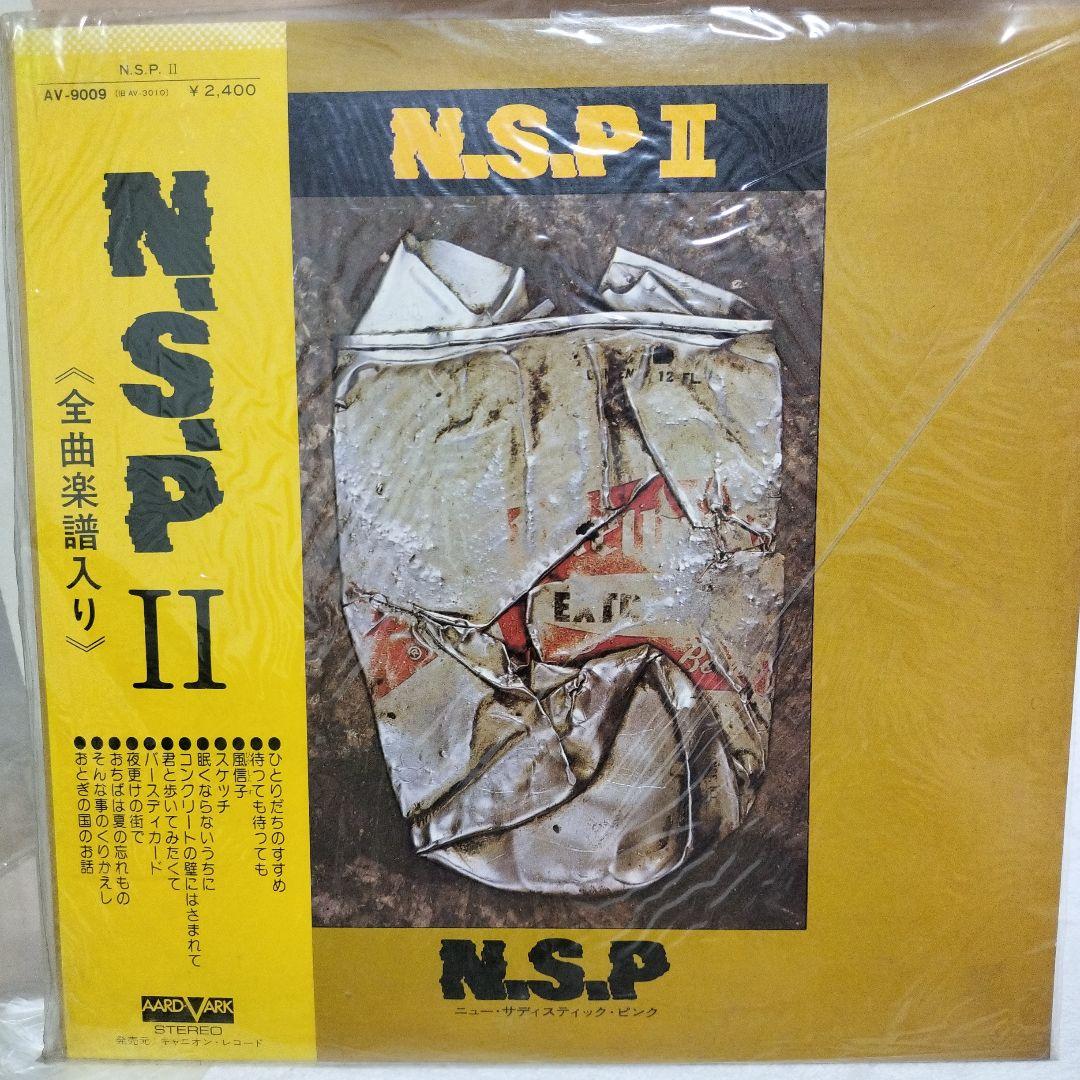 N.S.P. II
AV-9009 [旧AV-3010] ￥2,400
N.S.P II
《全曲楽譜入り》
●ひとりだちのすすめ
●待っても待っても
●風信子
●スケッチ
●眠くならないうちに
●コンクリートの壁にはさまれて
●君と歩いてみたくて
●バースディカード
●夜更けの街で
●おちばは夏の忘れもの
●そんな事のくりかえし
●おとぎの国のお話
AARD-VARK
STEREO
発売元/キャニオン・レコード
N.S.P II
12 FL.
®
N.S.P
ニュー・サディスティック・ピンク